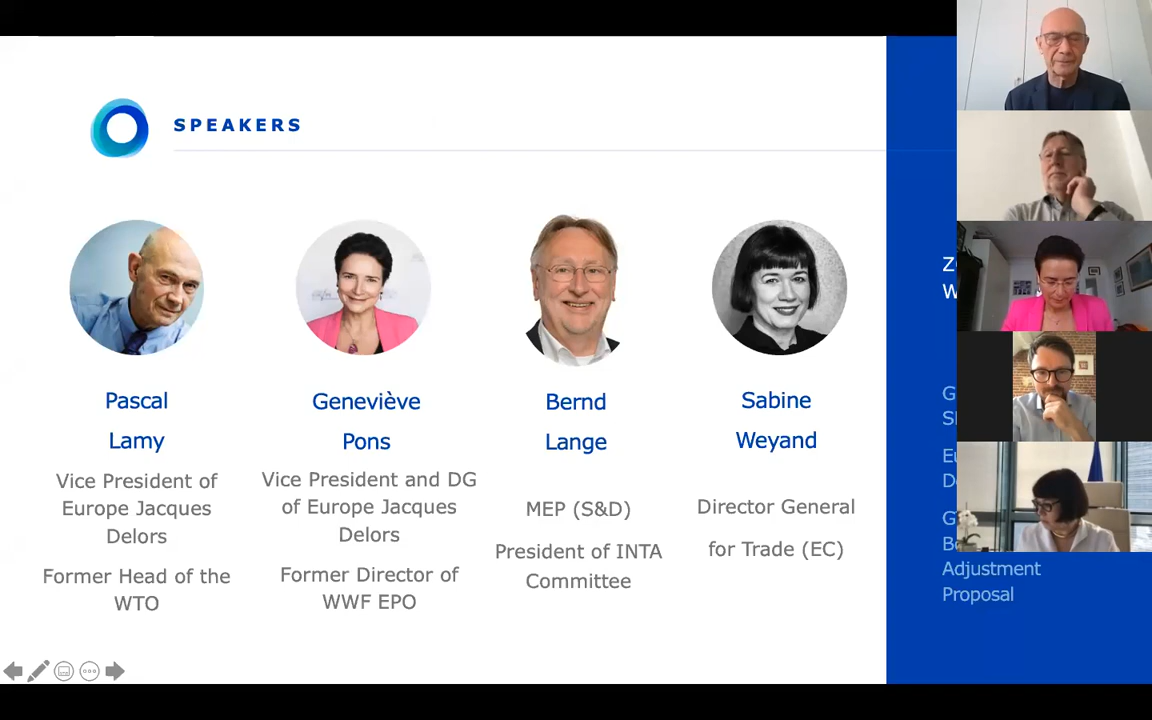 SPEAKERS
Pascal
Lamy
Vice President of
Europe Jacques
Delors
Former Head of the
WTO
Geneviève
Pons
Vice President and DG
of Europe Jacques
Delors
Former Director of
WWF EPO
Bernd
Lange
MEP (S&D)
President of INTA
Committee
Sabine
Weyand
Director General
for Trade (EC)
Adjustment
Proposal